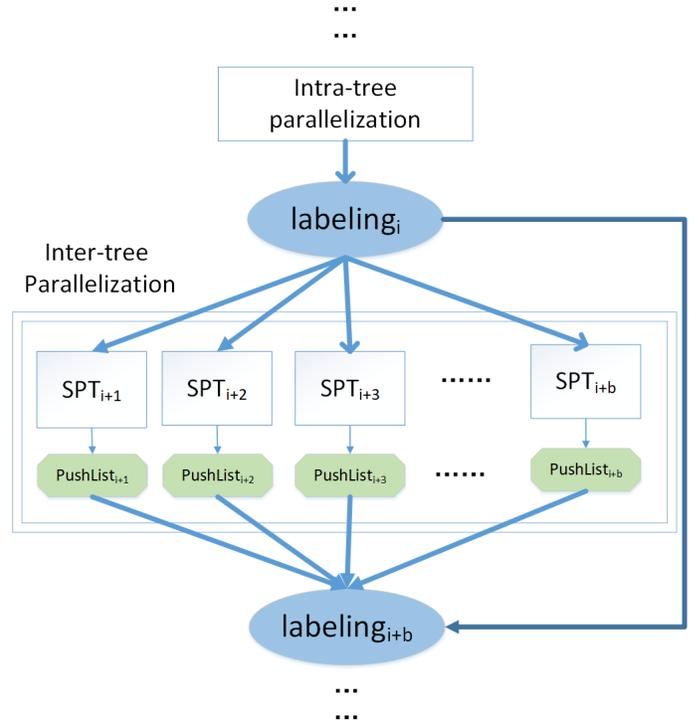 ...
...
Intra-tree
parallelization
labelingᵢ
Inter-tree
Parallelization
SPTi+1 SPTi+2 SPTi+3 ...... SPTi+b
PushListi+1 PushListi+2 PushListi+3 ...... PushListi+b
labelingi+b
...
...